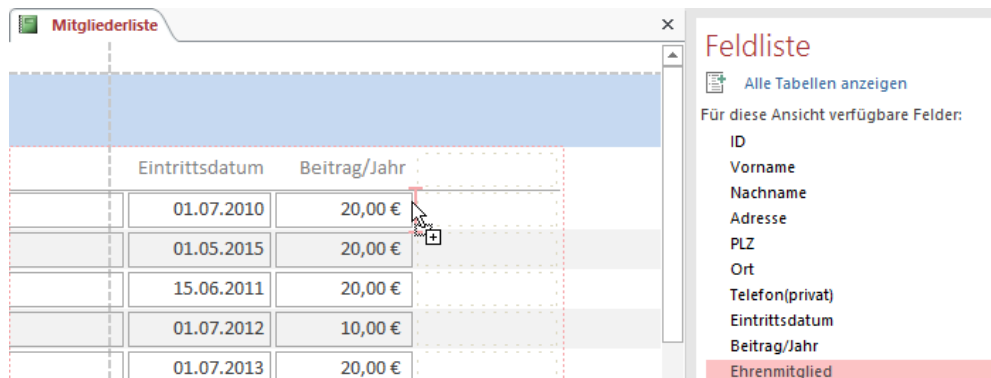 Mitgliederliste
Eintrittsdatum Beitrag/Jahr
01.07.2010 20,00 €
01.05.2015 20,00 €
15.06.2011 20,00 €
01.07.2012 10,00 €
01.07.2013 20,00 €
Feldliste
Alle Tabellen anzeigen
Für diese Ansicht verfügbare Felder:
ID
Vorname
Nachname
Adresse
PLZ
Ort
Telefon(privat)
Eintrittsdatum
Beitrag/Jahr
Ehrenmitglied